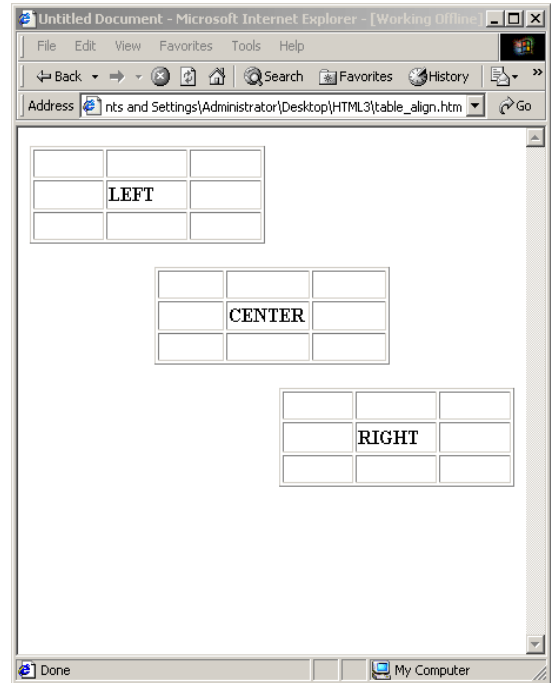 Untitled Document - Microsoft Internet Explorer - [Working Offline]
File Edit View Favorites Tools Help
Back Search Favorites History »
Address nts and Settings\Administrator\Desktop\HTML3\table_align.htm Go
LEFT
CENTER
RIGHT
Done My Computer